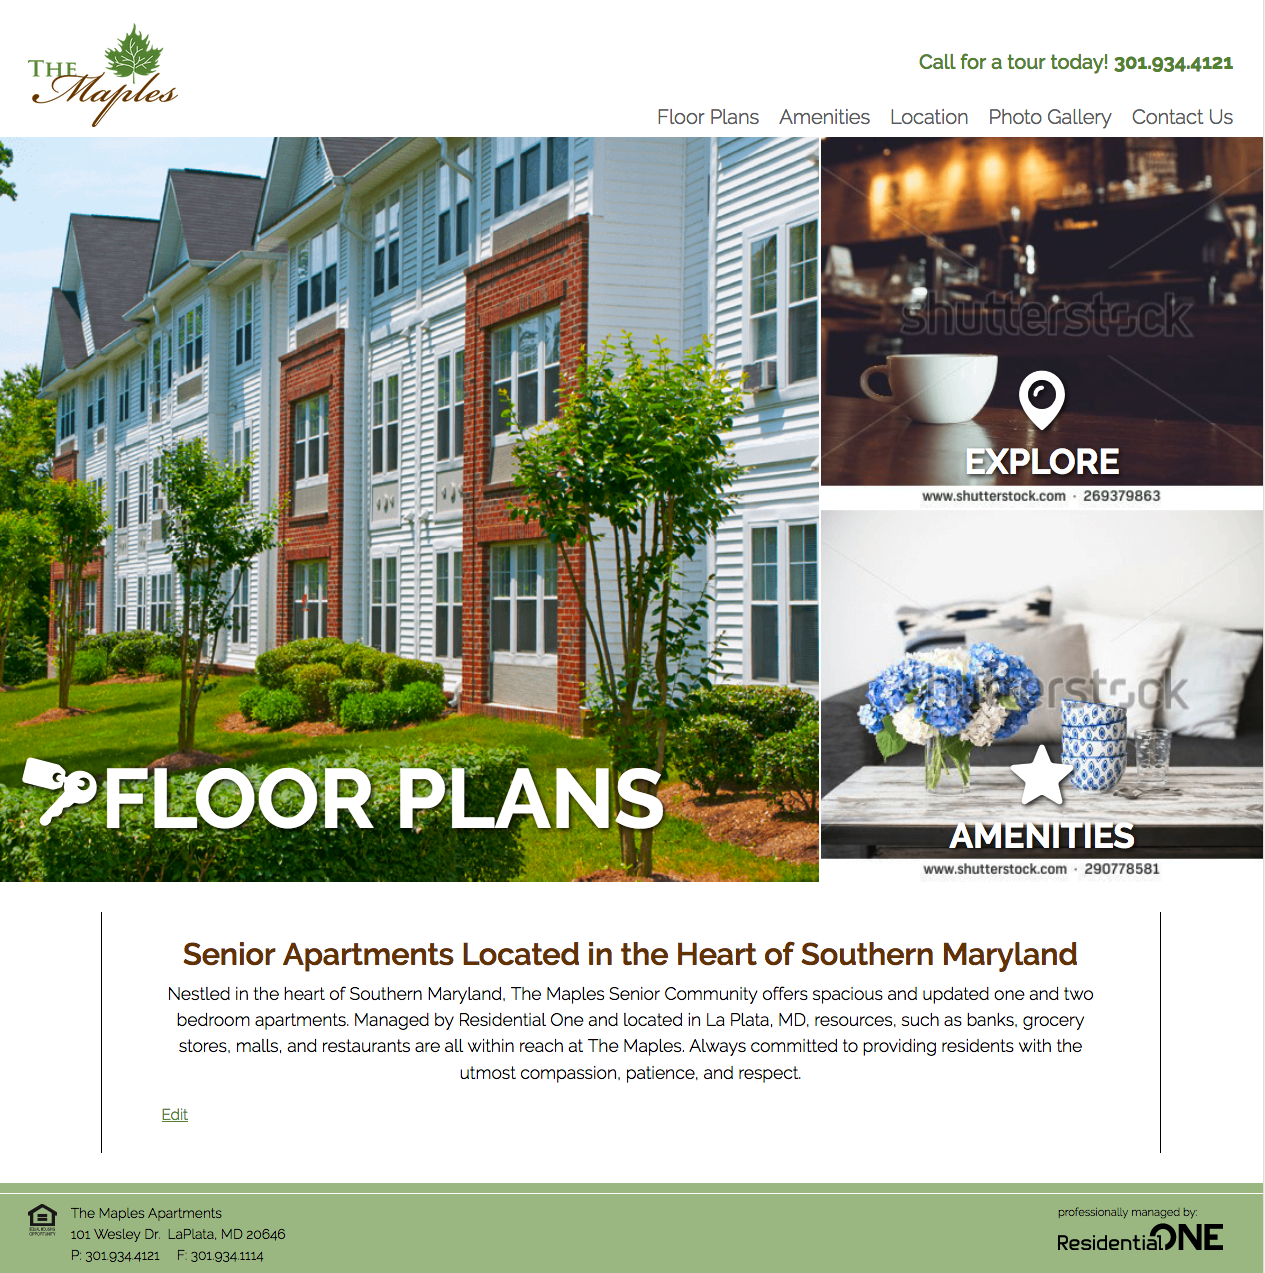 THE
Maples
Call for a tour today! 301.934.4121
Floor Plans Amenities Location Photo Gallery Contact Us
shutterstock
EXPLORE
www.shutterstock.com · 269379863
shutterstock
AMENITIES
www.shutterstock.com · 290778581
FLOOR PLANS
Senior Apartments Located in the Heart of Southern Maryland
Nestled in the heart of Southern Maryland, The Maples Senior Community offers spacious and updated one and two
bedroom apartments. Managed by Residential One and located in La Plata, MD, resources, such as banks, grocery
stores, malls, and restaurants are all within reach at The Maples. Always committed to providing residents with the
utmost compassion, patience, and respect.
Edit
EQUAL HOUSING
OPPORTUNITY
The Maples Apartments
101 Wesley Dr. LaPlata, MD 20646
P: 301.934.4121 F: 301.934.1114
professionally managed by:
ResidentialONE